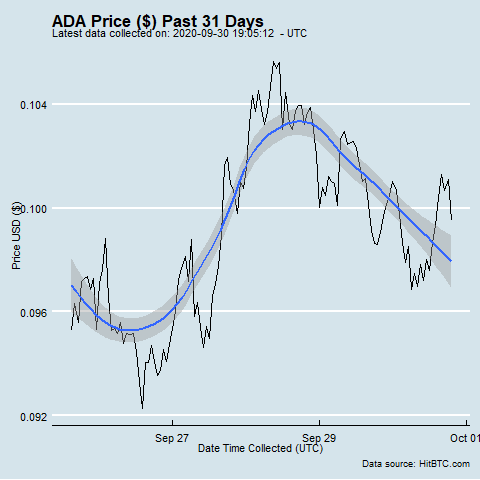 ADA Price ($) Past 31 Days
Latest data collected on: 2020-09-30 19:05:12 - UTC
0.104
0.100
0.096
0.092
Price USD ($)
Sep 27
Sep 29
Oct 01
Date Time Collected (UTC)
Data source: HitBTC.com